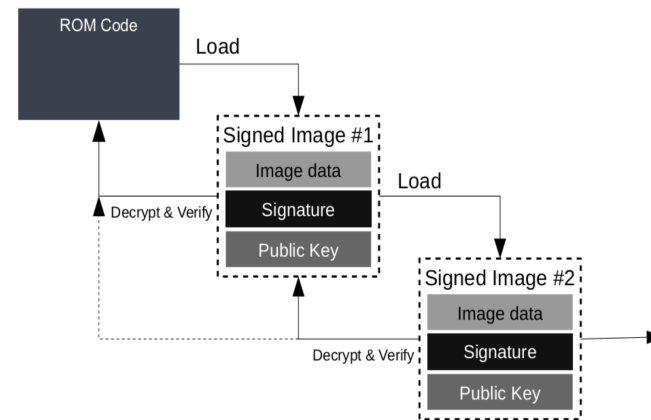 ROM Code
Load
Signed Image #1
Image data
Signature
Public Key
Decrypt & Verify
Load
Signed Image #2
Image data
Signature
Public Key
Decrypt & Verify